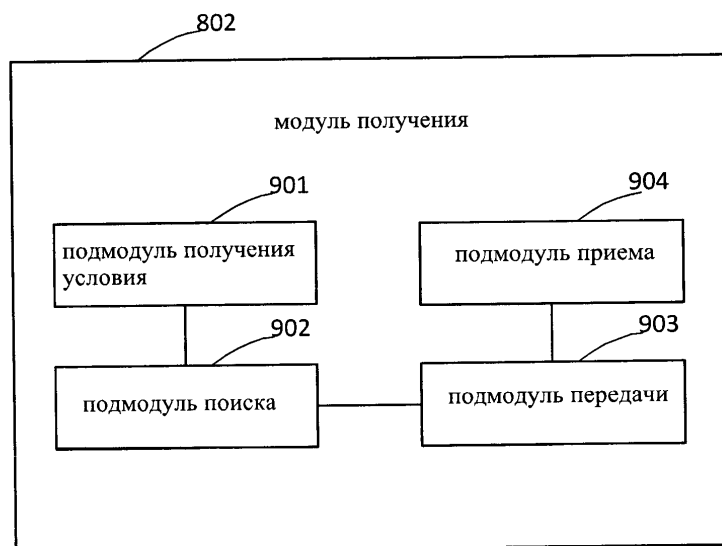 802
модуль получения
901
904
подмодуль получения
условия
подмодуль приема
902
903
подмодуль поиска
подмодуль передачи